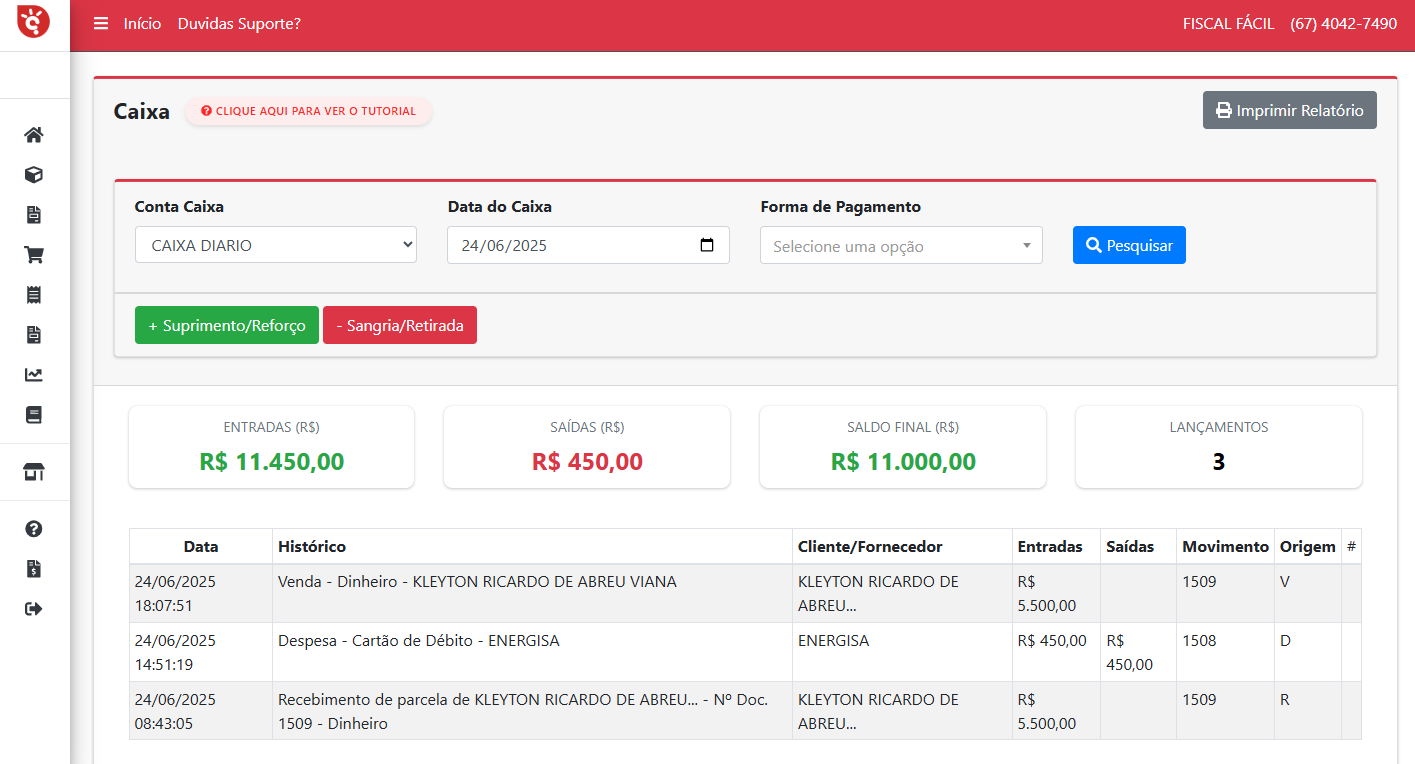 Início Duvidas Suporte? FISCAL FÁCIL (67) 4042-7490
Caixa CLIQUE AQUI PARA VER O TUTORIAL Imprimir Relatório
Conta Caixa Data do Caixa Forma de Pagamento
CAIXA DIARIO 24/06/2025 Selecione uma opção Pesquisar
+ Suprimento/Reforço - Sangria/Retirada
ENTRADAS (R$) SAÍDAS (R$) SALDO FINAL (R$) LANÇAMENTOS
R$ 11.450,00 R$ 450,00 R$ 11.000,00 3
Data Histórico Cliente/Fornecedor Entradas Saídas Movimento Origem #
24/06/2025 Venda - Dinheiro - KLEYTON RICARDO DE ABREU VIANA KLEYTON RICARDO DE R$ 1509 V
18:07:51 ABREU... 5.500,00
24/06/2025 Despesa - Cartão de Débito - ENERGISA ENERGISA R$ 450,00 R$ 1508 D
14:51:19 450,00
24/06/2025 Recebimento de parcela de KLEYTON RICARDO DE ABREU... - Nº Doc. KLEYTON RICARDO DE R$ 1509 R
08:43:05 1509 - Dinheiro ABREU... 5.500,00